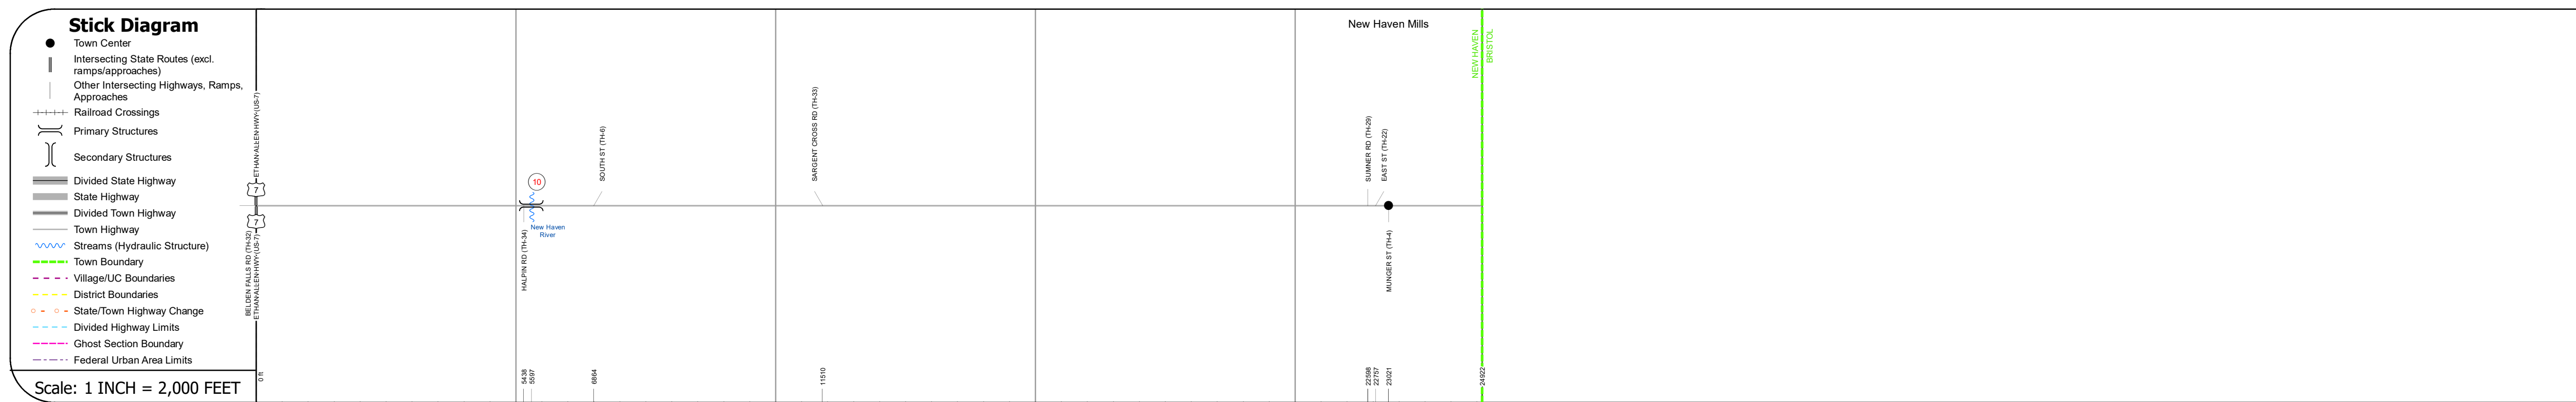 Stick Diagram
Town Center
Intersecting State Routes (excl.
ramps/approaches)
Other Intersecting Highways, Ramps,
Approaches
Railroad Crossings
Primary Structures
Secondary Structures
Divided State Highway
State Highway
Divided Town Highway
Town Highway
Streams (Hydraulic Structure)
Town Boundary
Village/UC Boundaries
District Boundaries
State/Town Highway Change
Divided Highway Limits
Ghost Section Boundary
Federal Urban Area Limits
Scale: 1 INCH = 2,000 FEET
ETHAN ALLEN HWY (US-7)
7
7
BELDEN FALLS RD (TH-32)
ETHAN ALLEN HWY (US-7)
0 ft
10
New Haven
River
HALPIN RD (TH-34)
5438
5597
SOUTH ST (TH-6)
6864
SARGENT CROSS RD (TH-33)
11510
New Haven Mills
SUMNER RD (TH-29)
EAST ST (TH-22)
MUNGER ST (TH-4)
22598
22757
23021
NEW HAVEN
BRISTOL
24922